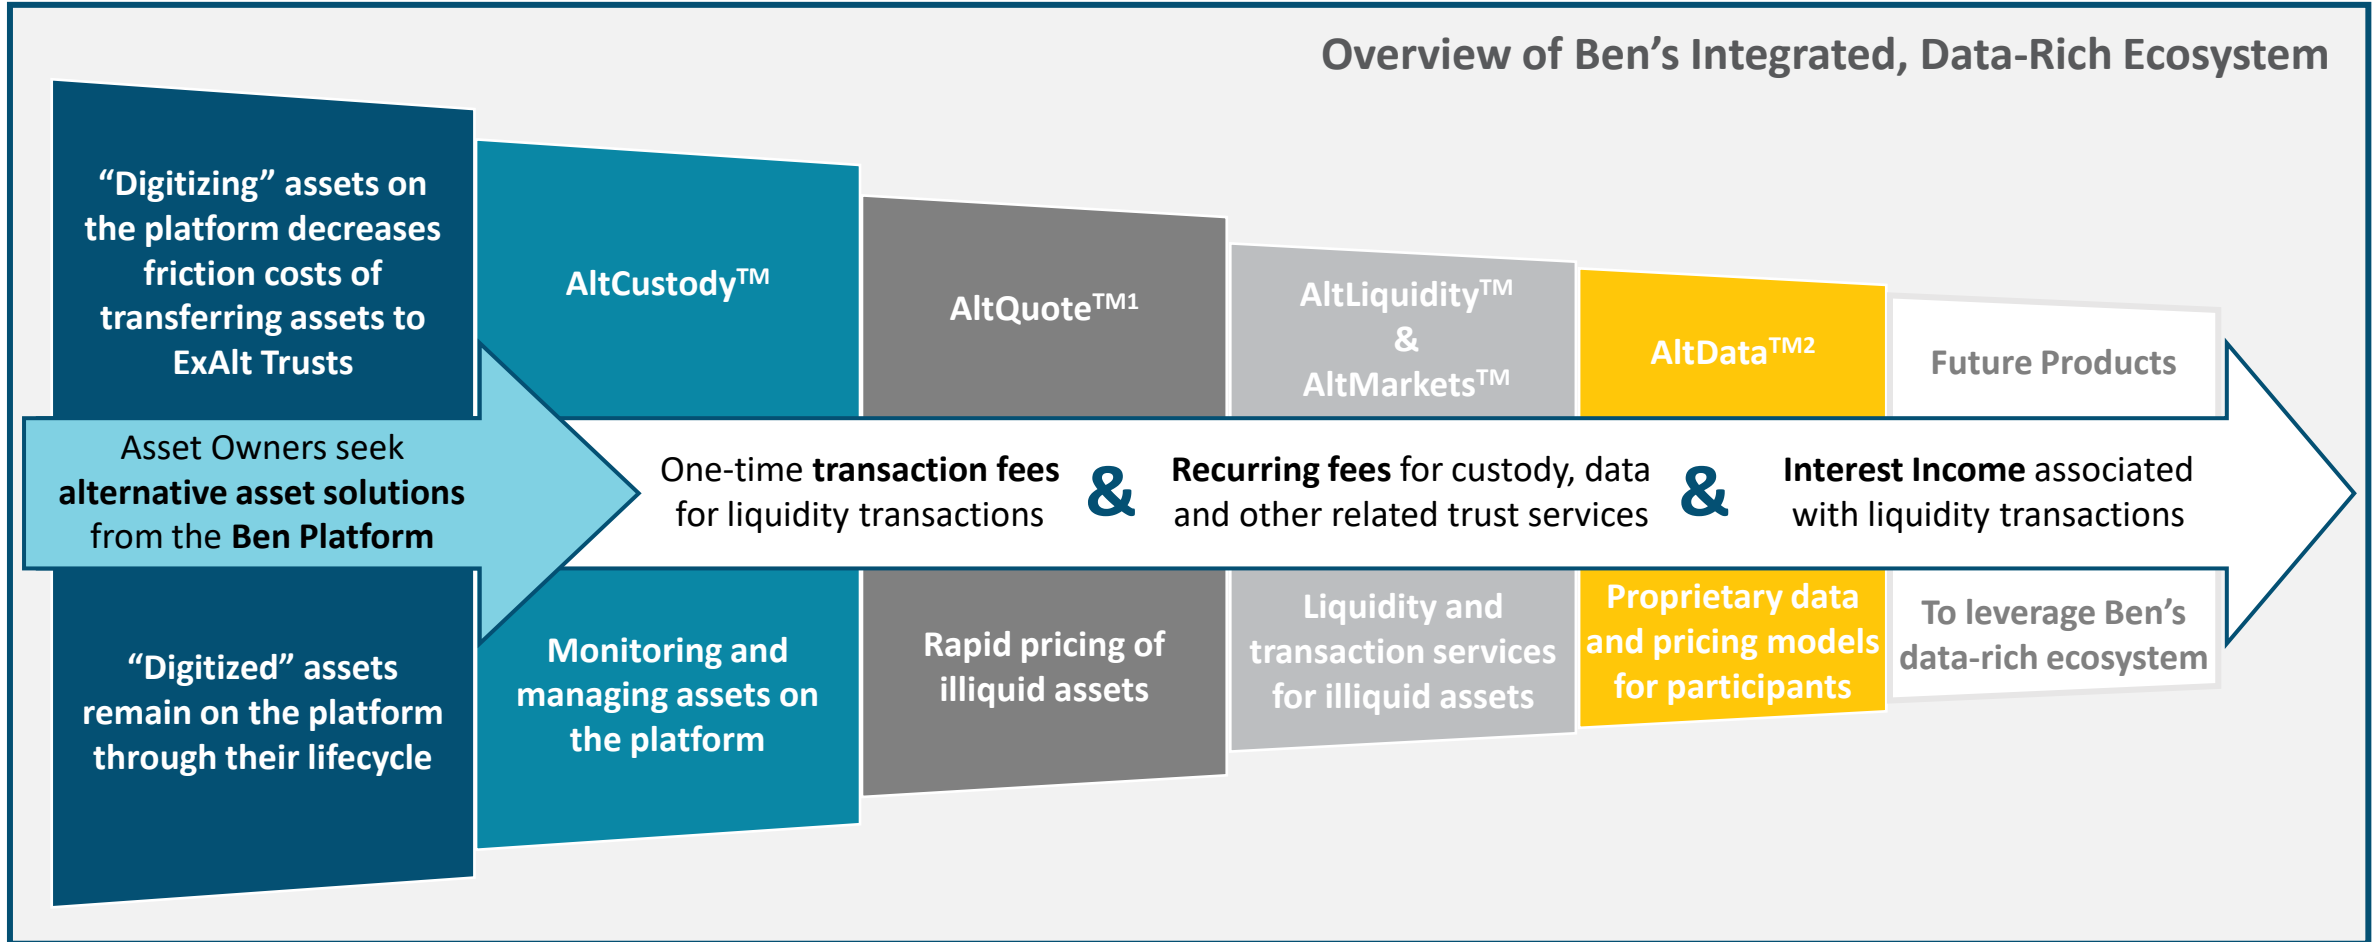 Overview of Ben’s Integrated, Data-Rich Ecosystem
“Digitizing” assets on
the platform decreases
friction costs of
transferring assets to
ExAlt Trusts
AltCustody™
AltQuote™1
AltLiquidity™
&
AltMarkets™
AltData™2
Future Products
Asset Owners seek
alternative asset solutions
from the Ben Platform
One-time transaction fees
for liquidity transactions
&
Recurring fees for custody, data
and other related trust services
&
Interest Income associated
with liquidity transactions
“Digitized” assets
remain on the platform
through their lifecycle
Monitoring and
managing assets on
the platform
Rapid pricing of
illiquid assets
Liquidity and
transaction services
for illiquid assets
Proprietary data
and pricing models
for participants
To leverage Ben’s
data-rich ecosystem